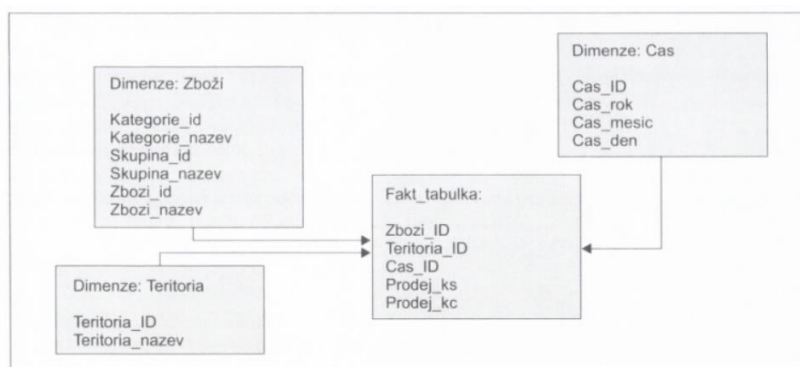 Dimenze: Zboží
Kategorie_id
Kategorie_nazev
Skupina_id
Skupina_nazev
Zbozi_id
Zbozi_nazev
Dimenze: Cas
Cas_ID
Cas_rok
Cas_mesic
Cas_den
Fakt_tabulka:
Zbozi_ID
Teritoria_ID
Cas_ID
Prodej_ks
Prodej_kc
Dimenze: Teritoria
Teritoria_ID
Teritoria_nazev